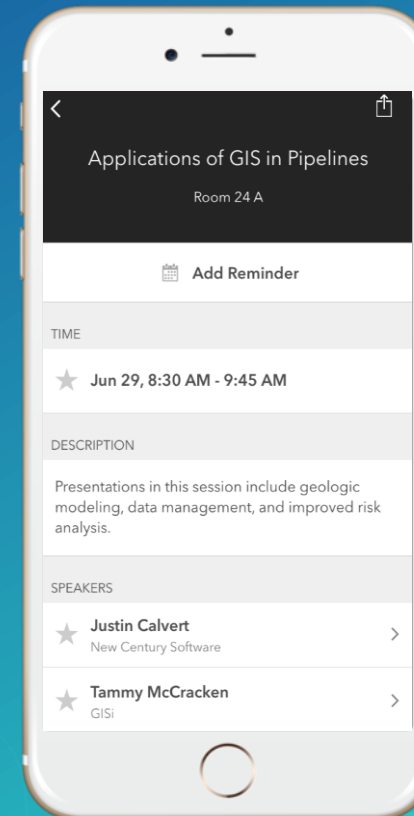 Applications of GIS in Pipelines
Room 24 A
Add Reminder
TIME
Jun 29, 8:30 AM - 9:45 AM
DESCRIPTION
Presentations in this session include geologic
modeling, data management, and improved risk
analysis.
SPEAKERS
Justin Calvert
New Century Software
Tammy McCracken
GISi